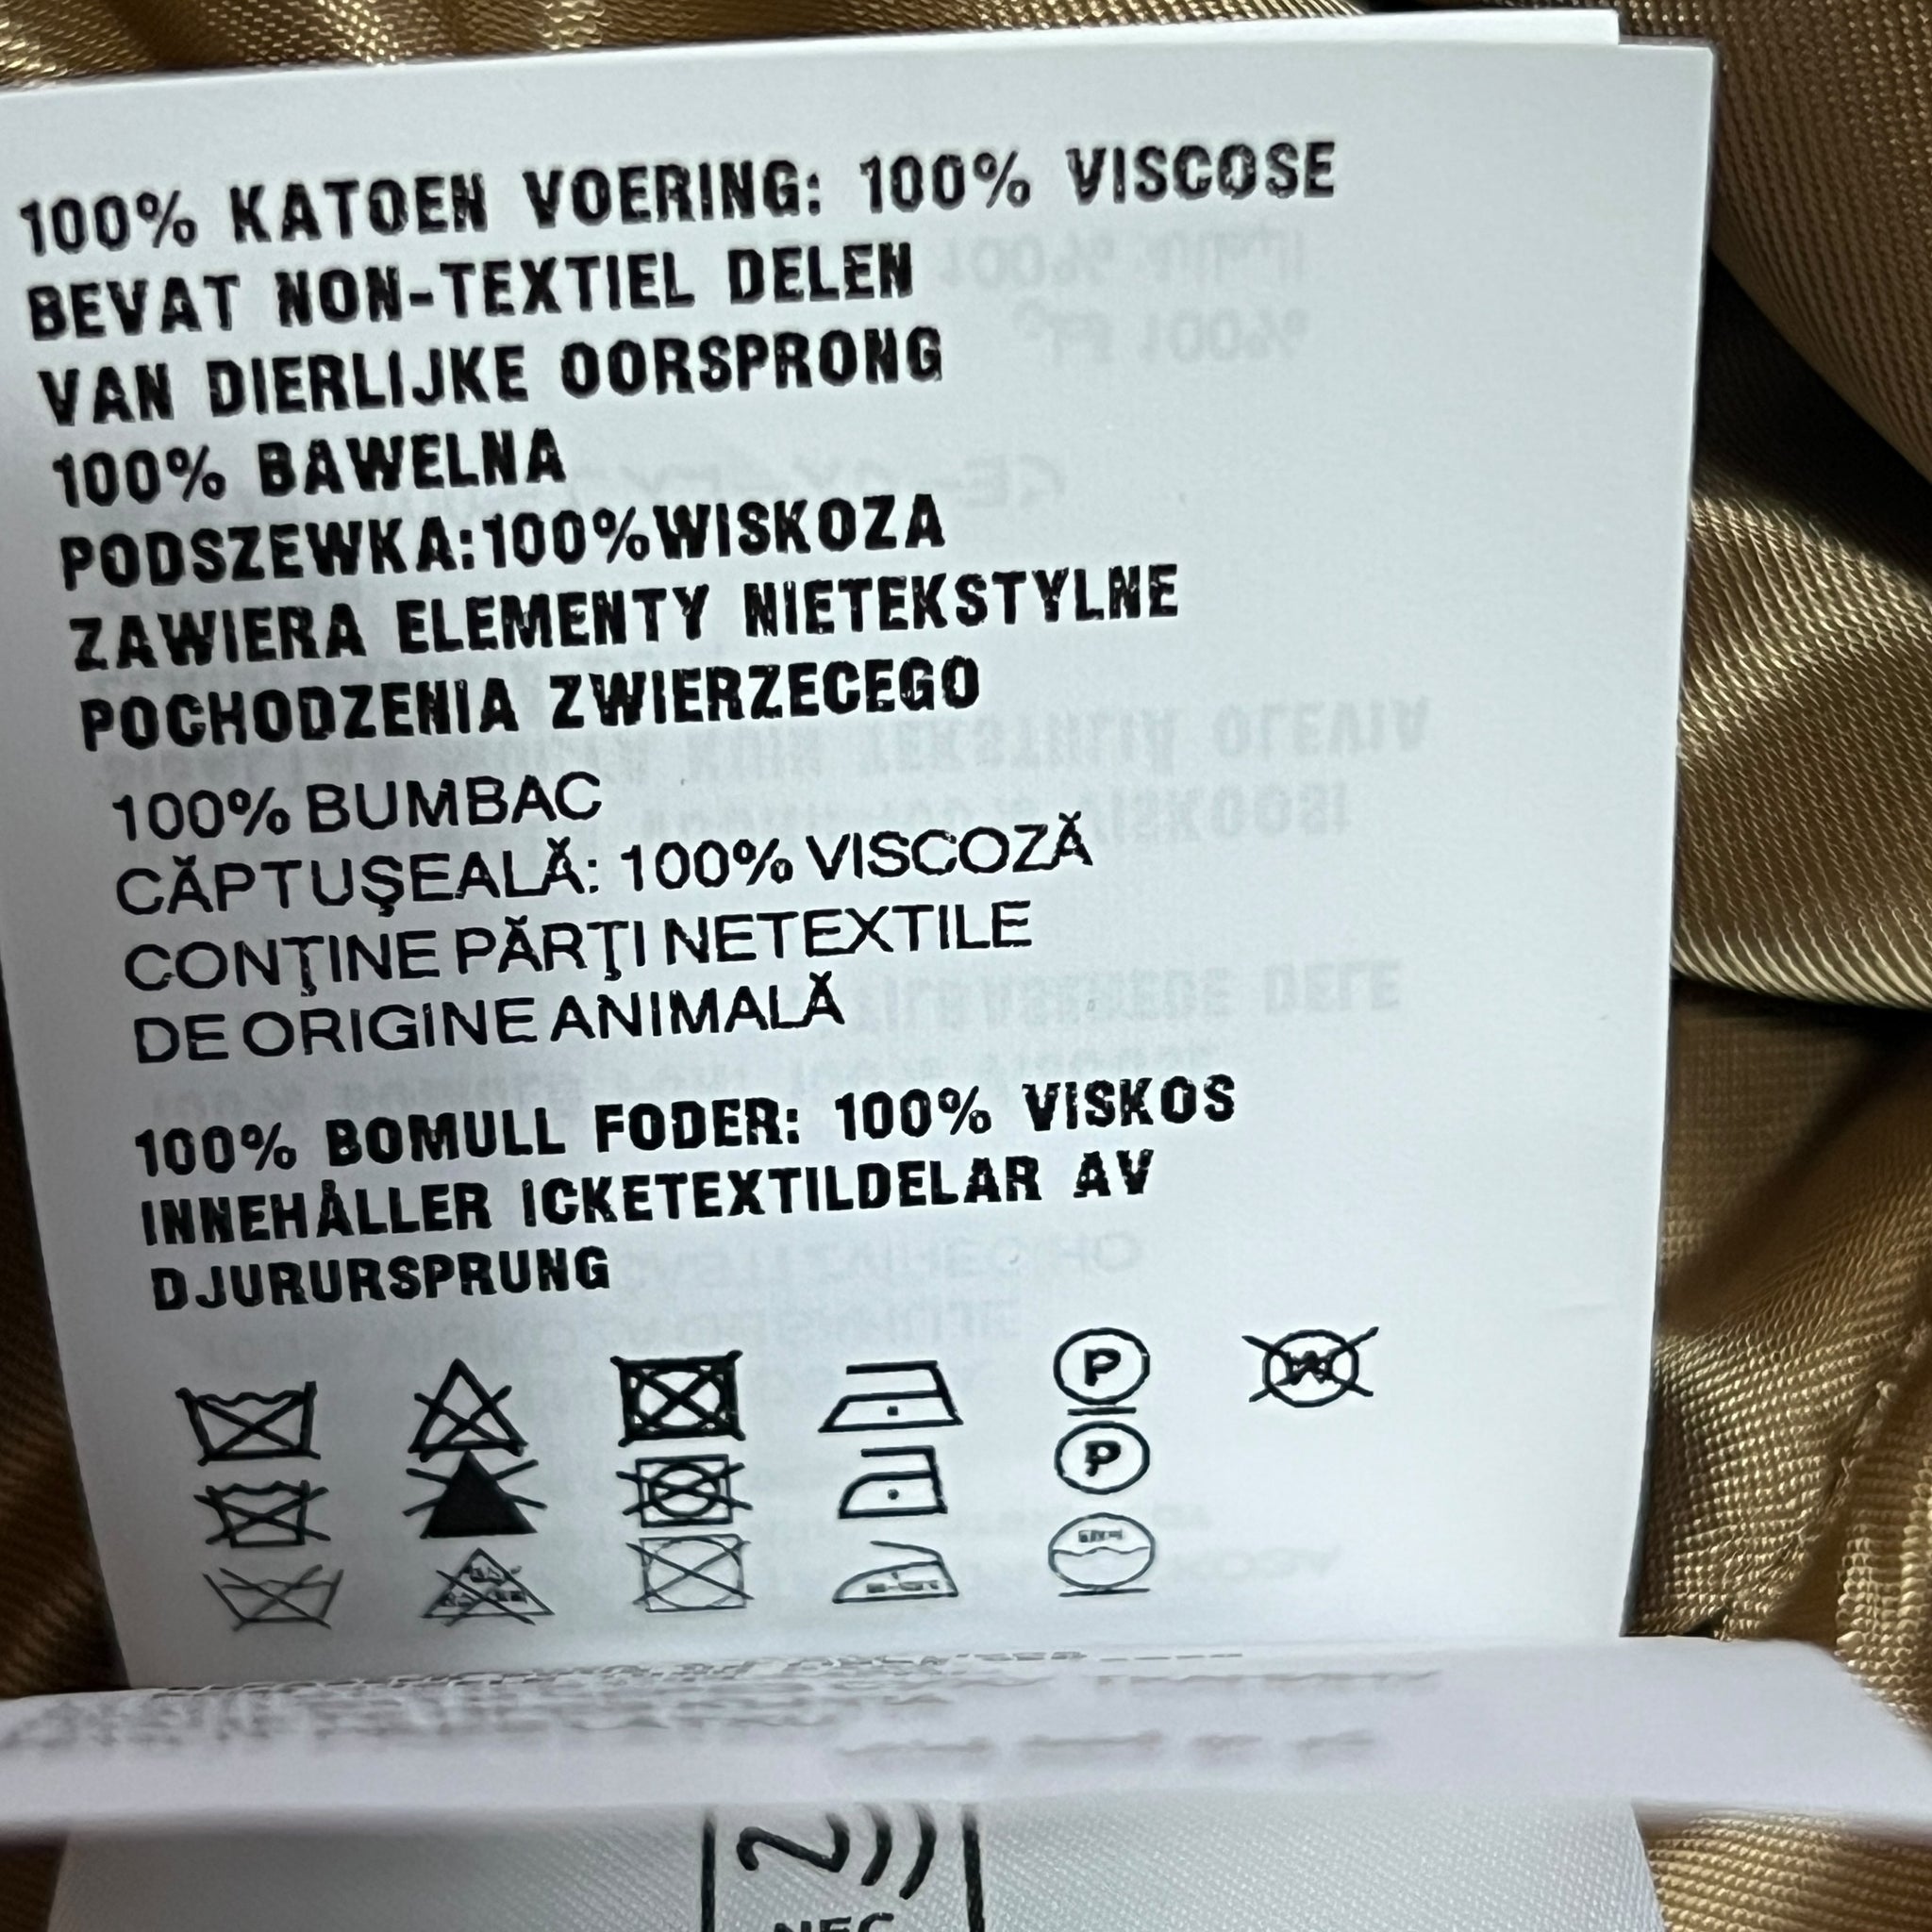 100% KATOEN VOERING: 100% VISCOSE
BEVAT NON-TEXTIEL DELEN
VAN DIERLIJKE OORSPRONG
100% BAWELNA
PODSZEWKA:100%WISKOZA
ZAWIERA ELEMENTY NIETEKSTYLNE
POCHODZENIA ZWIERZECEGO
100% BUMBAC
CĂPTUŞEALĂ: 100% VISCOZĂ
CONŢINE PĂRŢI NETEXTILE
DE ORIGINE ANIMALĂ
100% BOMULL FODER: 100% VISKOS
INNEHÅLLER ICKETEXTILDELAR AV
DJURURSPRUNG
P W
P
NFC